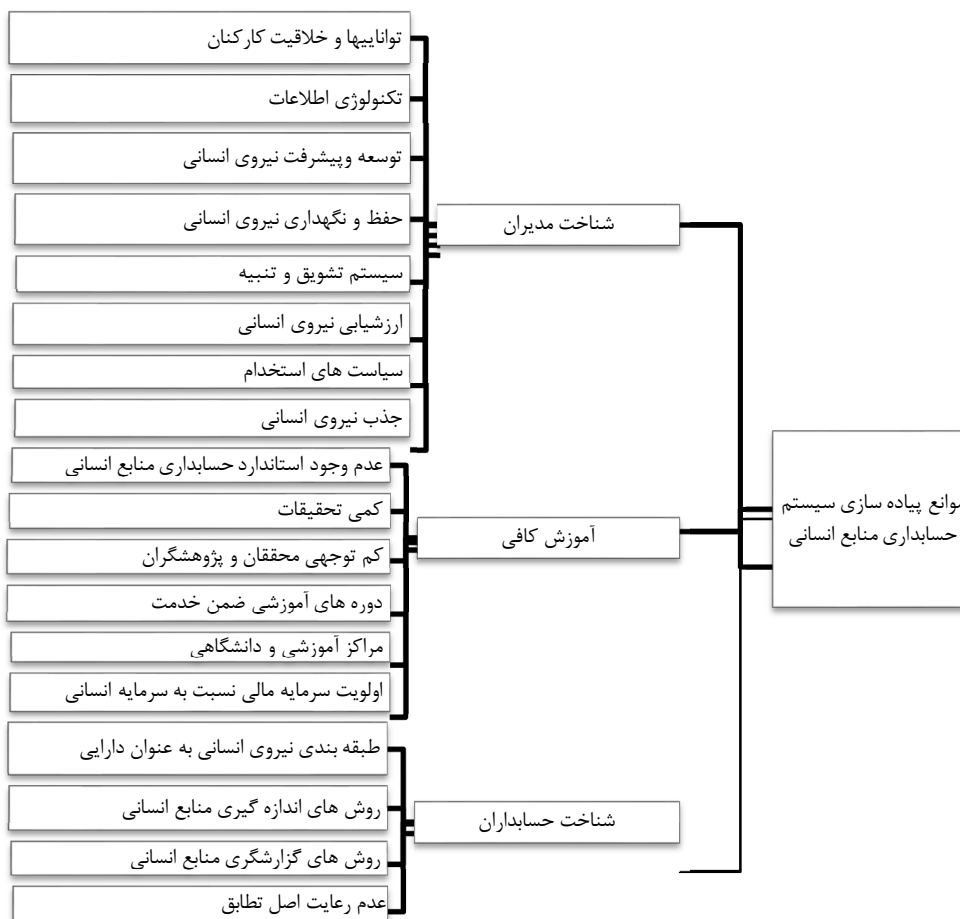 موانع پیاده سازی سیستم
حسابداری منابع انسانی
شناخت مدیران
تواناییها و خلاقیت کارکنان
تکنولوژی اطلاعات
توسعه وپیشرفت نیروی انسانی
حفظ و نگهداری نیروی انسانی
سیستم تشویق و تنبیه
ارزشیابی نیروی انسانی
سیاست های استخدام
جذب نیروی انسانی
آموزش کافی
عدم وجود استاندارد حسابداری منابع انسانی
کمی تحقیقات
کم توجهی محققان و پژوهشگران
دوره های آموزشی ضمن خدمت
مراکز آموزشی و دانشگاهی
اولویت سرمایه مالی نسبت به سرمایه انسانی
شناخت حسابداران
طبقه بندی نیروی انسانی به عنوان دارایی
روش های اندازه گیری منابع انسانی
روش های گزارشگری منابع انسانی
عدم رعایت اصل تطابق